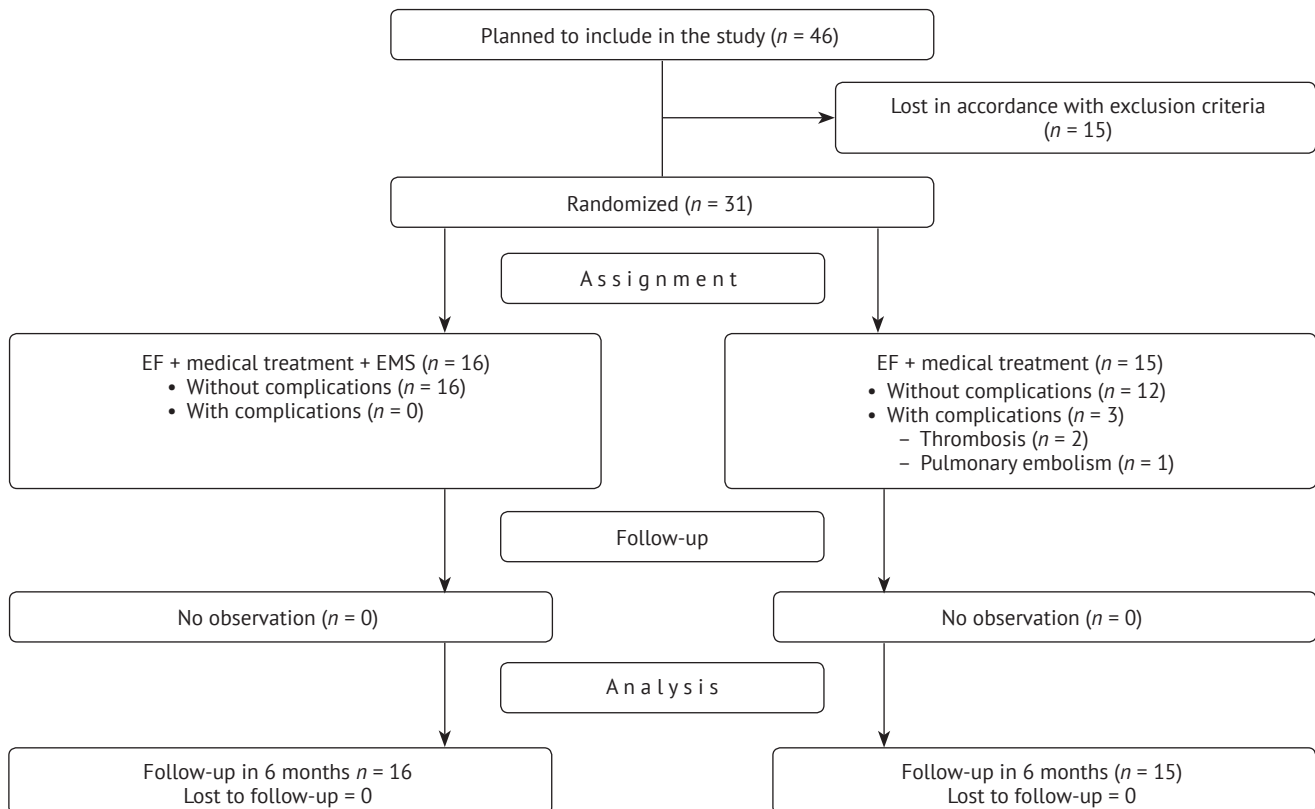 Planned to include in the study (n = 46)
Lost in accordance with exclusion criteria
(n = 15)
Randomized (n = 31)
Assignment
EF + medical treatment + EMS (n = 16)
• Without complications (n = 16)
• With complications (n = 0)
EF + medical treatment (n = 15)
• Without complications (n = 12)
• With complications (n = 3)
– Thrombosis (n = 2)
– Pulmonary embolism (n = 1)
Follow-up
No observation (n = 0)
No observation (n = 0)
Analysis
Follow-up in 6 months n = 16
Lost to follow-up = 0
Follow-up in 6 months (n = 15)
Lost to follow-up = 0